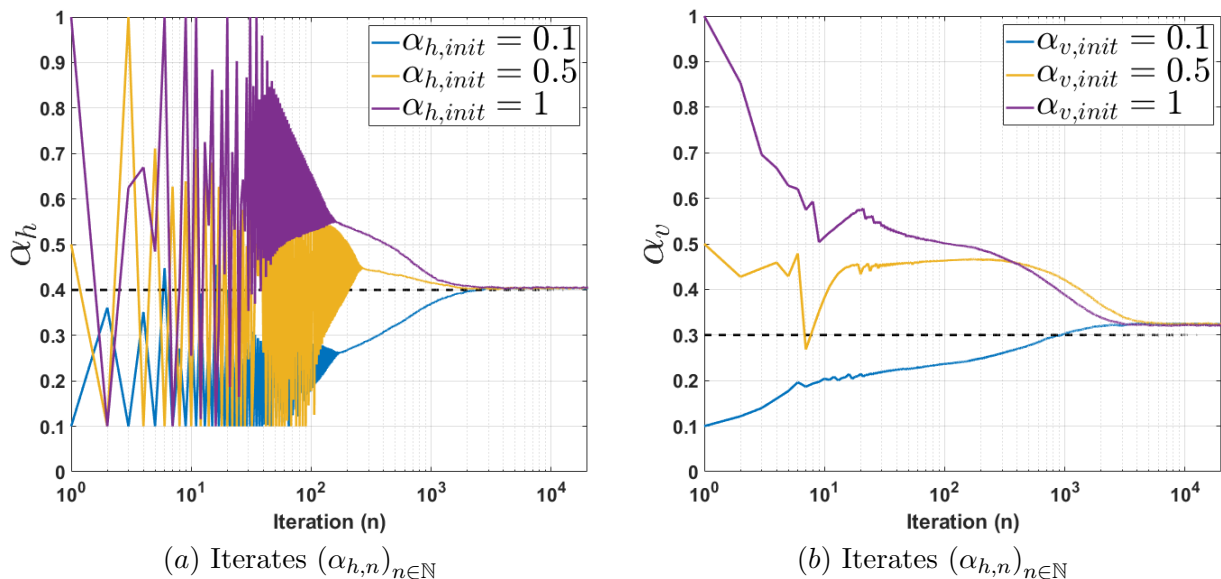 1
0.9
0.8
0.7
0.6
0.5
0.4
0.3
0.2
0.1
0
α_h
α_{h,init} = 0.1
α_{h,init} = 0.5
α_{h,init} = 1
10^0 10^1 10^2 10^3 10^4
Iteration (n)
(a) Iterates (α_{h,n})_{n∈ℕ}
1
0.9
0.8
0.7
0.6
0.5
0.4
0.3
0.2
0.1
0
α_v
α_{v,init} = 0.1
α_{v,init} = 0.5
α_{v,init} = 1
10^0 10^1 10^2 10^3 10^4
Iteration (n)
(b) Iterates (α_{h,n})_{n∈ℕ}